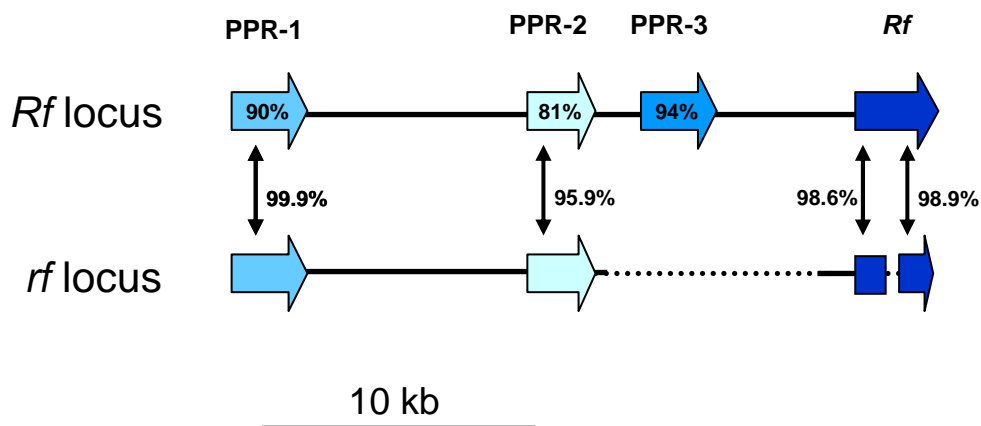 PPR-1 PPR-2 PPR-3 Rf
Rf locus 90% 81% 94%
99.9% 95.9% 98.6% 98.9%
rf locus
10 kb